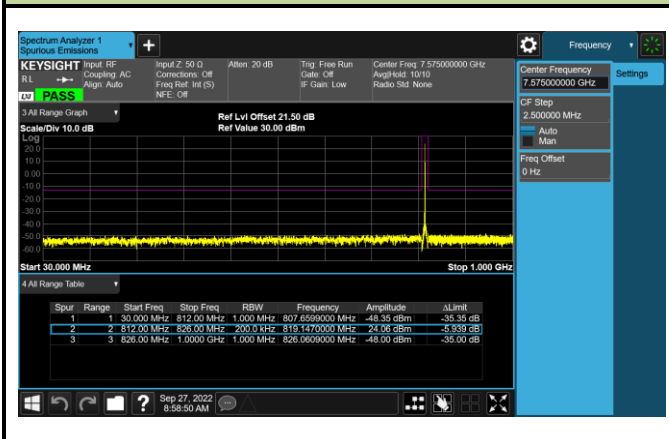 Spectrum Analyzer 1
Spurious Emissions
+
Frequency
KEYSIGHT Input: RF Input Z: 50 Ω Atten: 20 dB Trig: Free Run Center Freq: 7.575000000 GHz
RL Coupling: AC Corrections: Off Gate: Off Avg|Hold: 10/10
Align: Auto Freq Ref: Int (S) IF Gain: Low Radio Std: None
NFE: Off
LXI PASS
Center Frequency
7.575000000 GHz
Settings
CF Step
2.500000 MHz
Auto
Man
Freq Offset
0 Hz
3 All Range Graph
Ref Lvl Offset 21.50 dB
Scale/Div 10.0 dB Ref Value 30.00 dBm
Log
20.0
10.0
0.00
-10.0
-20.0
-30.0
-40.0
-50.0
-60.0
Start 30.000 MHz Stop 1.000 GHz
4 All Range Table
Spur Range Start Freq Stop Freq RBW Frequency Amplitude ΔLimit
1 1 30.000 MHz 812.00 MHz 1.000 MHz 807.6599000 MHz -48.35 dBm -35.35 dB
2 2 812.00 MHz 826.00 MHz 200.0 kHz 819.1470000 MHz 24.06 dBm -5.939 dB
3 3 826.00 MHz 1.0000 GHz 1.000 MHz 826.0609000 MHz -48.00 dBm -35.00 dB
? Sep 27, 2022
8:58:50 AM